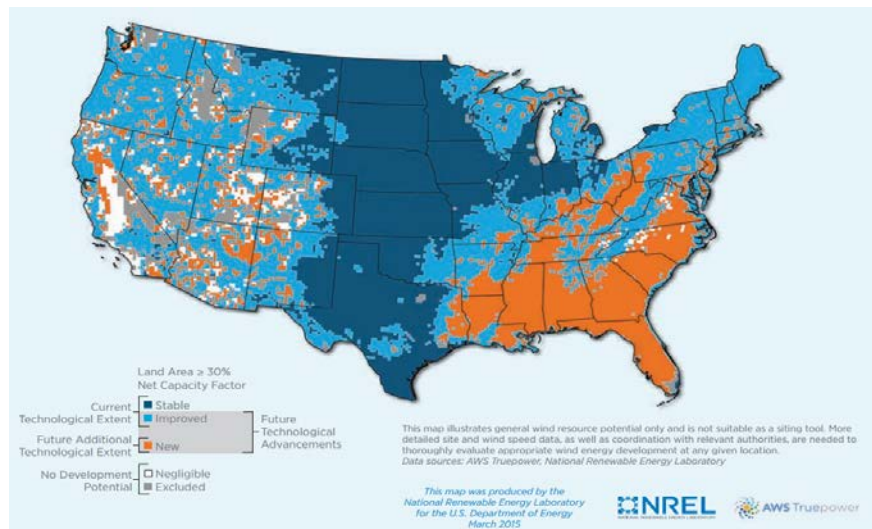 Land Area ≥ 30%
Net Capacity Factor
Current
Technological Extent
Stable
Improved
Future
Technological
Advancements
Future Additional
Technological Extent
New
No Development
Potential
Negligible
Excluded
This map illustrates general wind resource potential only and is not suitable as a siting tool. More
detailed site and wind speed data, as well as coordination with relevant authorities, are needed to
thoroughly evaluate appropriate wind energy development at any given location.
Data sources: AWS Truepower, National Renewable Energy Laboratory
This map was produced by the
National Renewable Energy Laboratory
for the U.S. Department of Energy
March 2015
NREL
NATIONAL RENEWABLE ENERGY LABORATORY
AWS Truepower